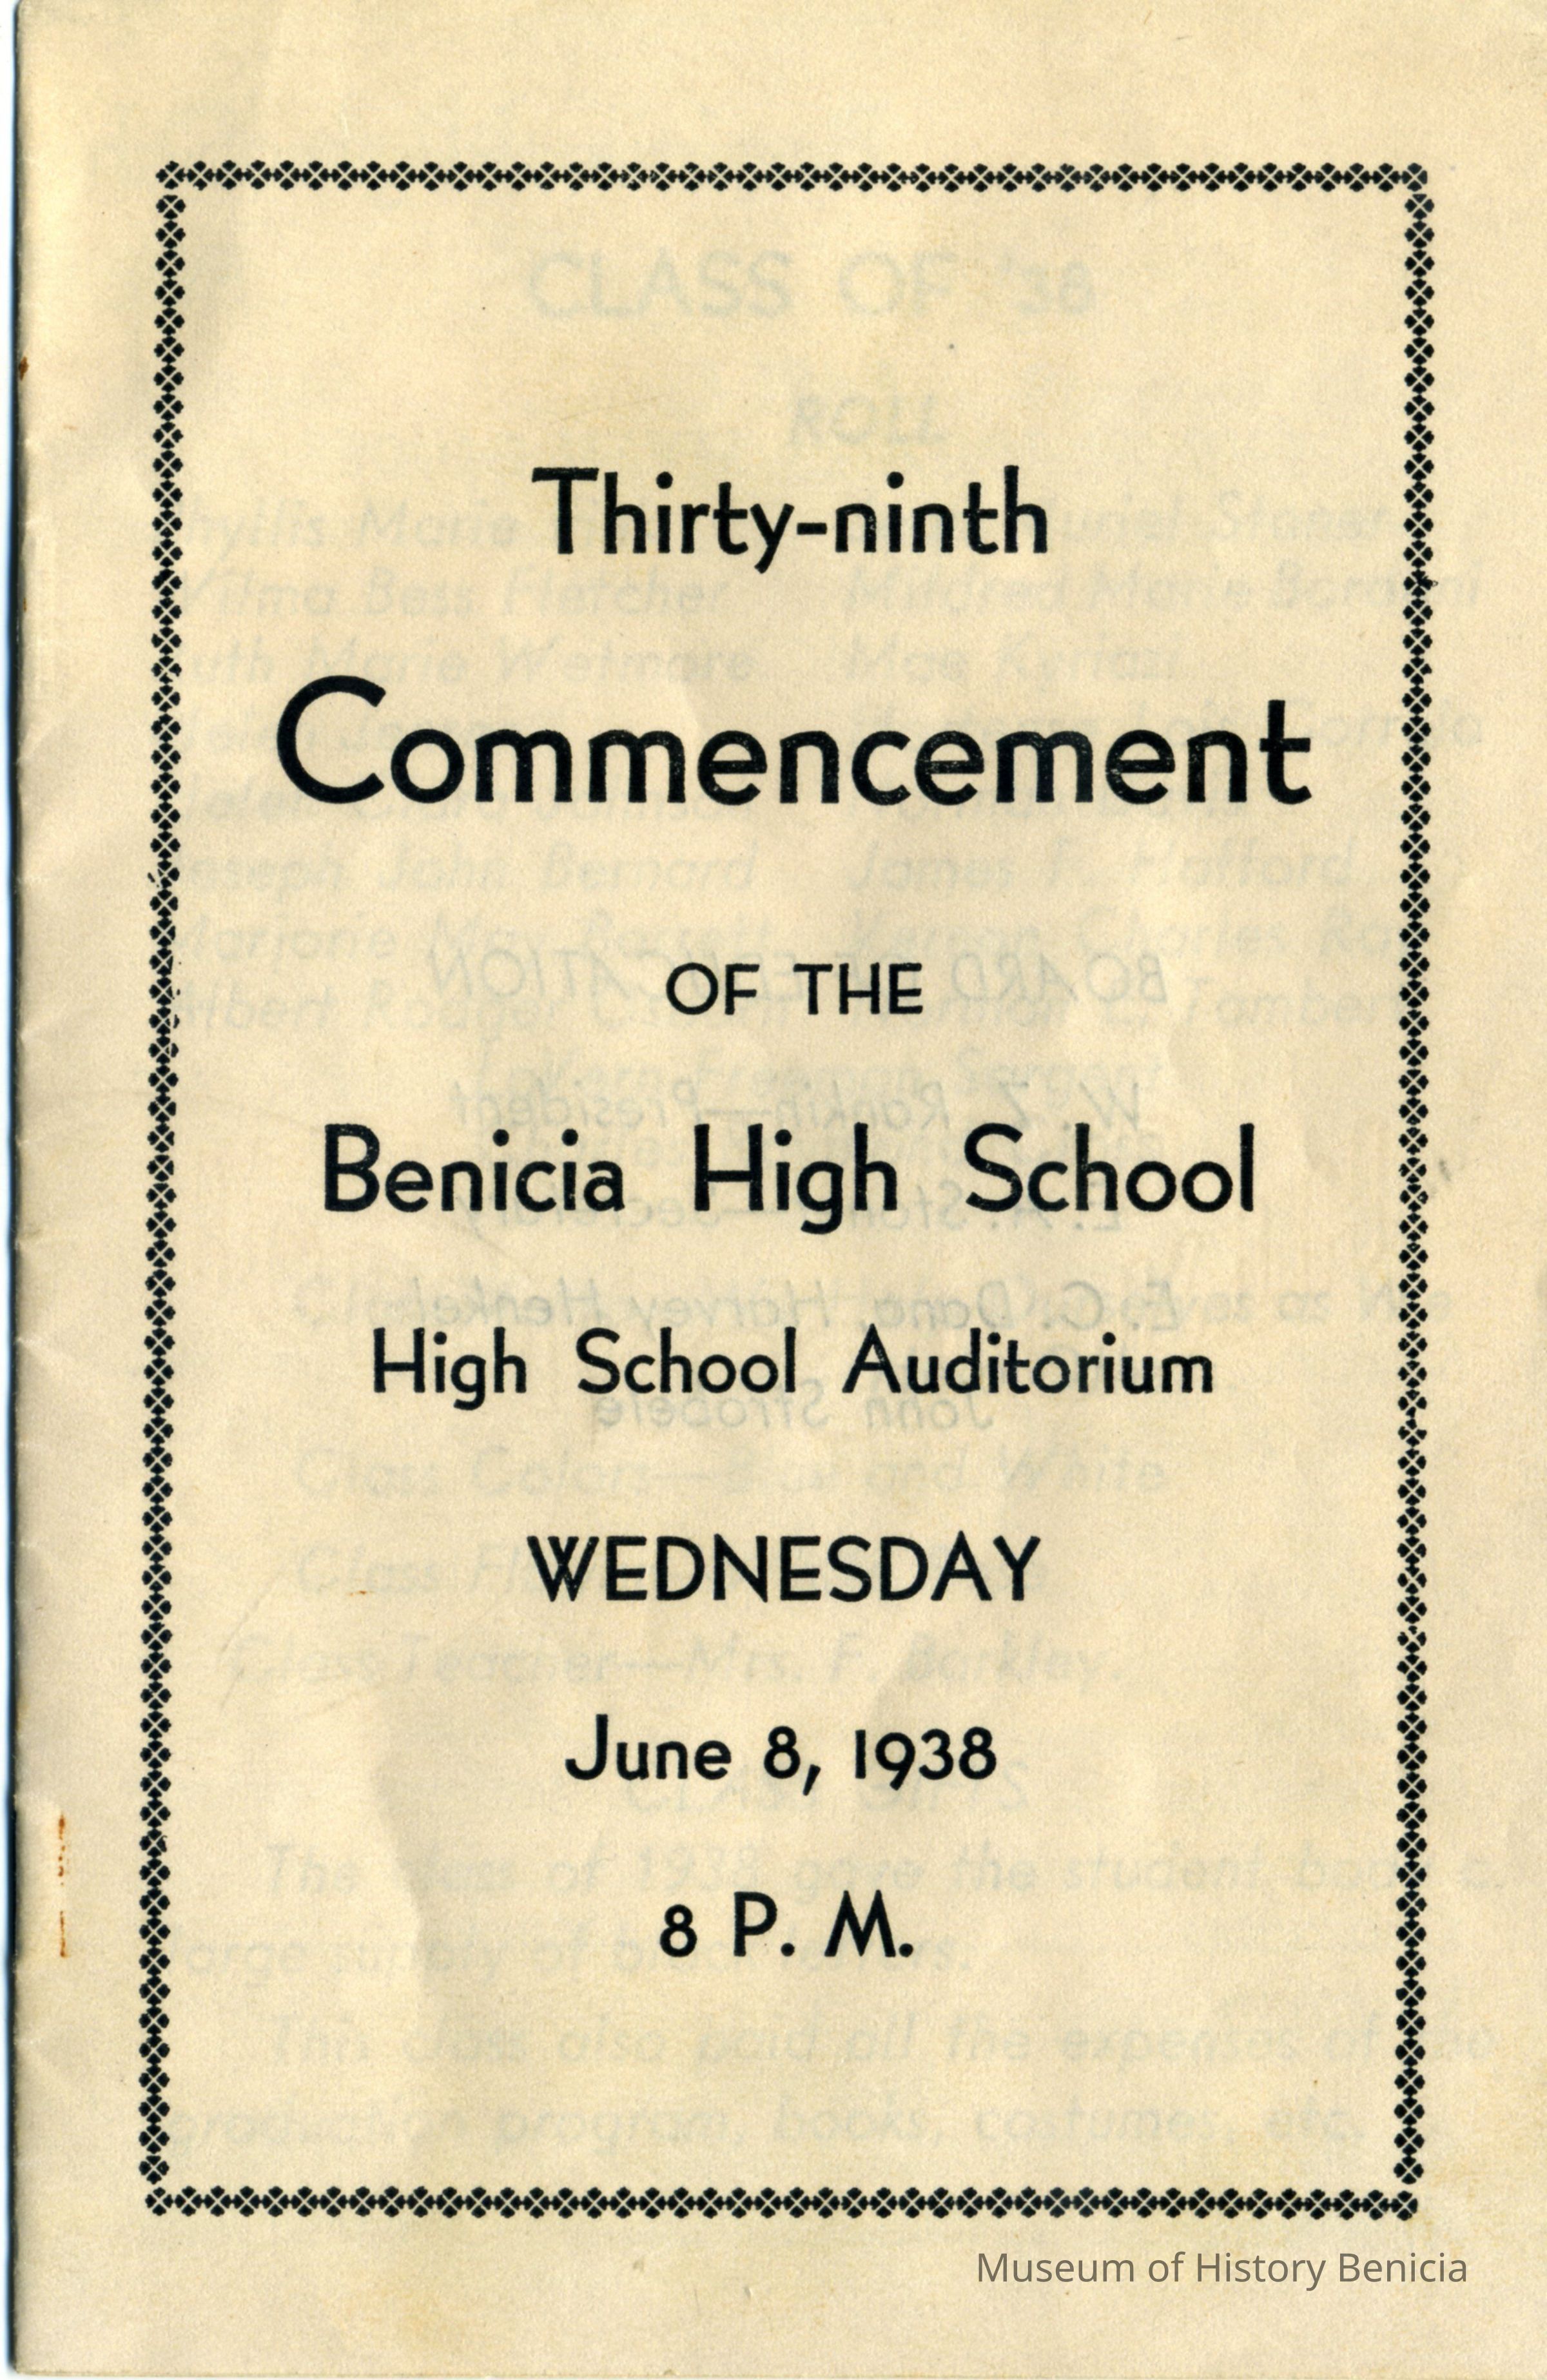 Thirty-ninth
Commencement
OF THE
Benicia High School
High School Auditorium
WEDNESDAY
June 8, 1938
8 P. M.
Museum of History Benicia